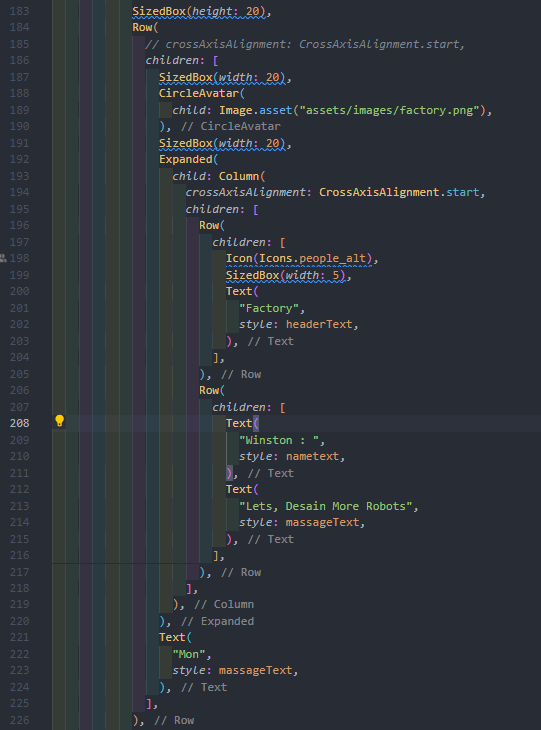 183 SizedBox(height: 20),
184 Row(
185 // crossAxisAlignment: CrossAxisAlignment.start,
186 children: [
187 SizedBox(width: 20),
188 CircleAvatar(
189 child: Image.asset("assets/images/factory.png"),
190 ), // CircleAvatar
191 SizedBox(width: 20),
192 Expanded(
193 child: Column(
194 crossAxisAlignment: CrossAxisAlignment.start,
195 children: [
196 Row(
197 children: [
198 Icon(Icons.people_alt),
199 SizedBox(width: 5),
200 Text(
201 "Factory",
202 style: headerText,
203 ), // Text
204 ],
205 ), // Row
206 Row(
207 children: [
208 Text(
209 "Winston : ",
210 style: nametext,
211 ), // Text
212 Text(
213 "Lets, Desain More Robots",
214 style: massageText,
215 ), // Text
216 ],
217 ), // Row
218 ],
219 ), // Column
220 ), // Expanded
221 Text(
222 "Mon",
223 style: massageText,
224 ), // Text
225 ],
226 ), // Row